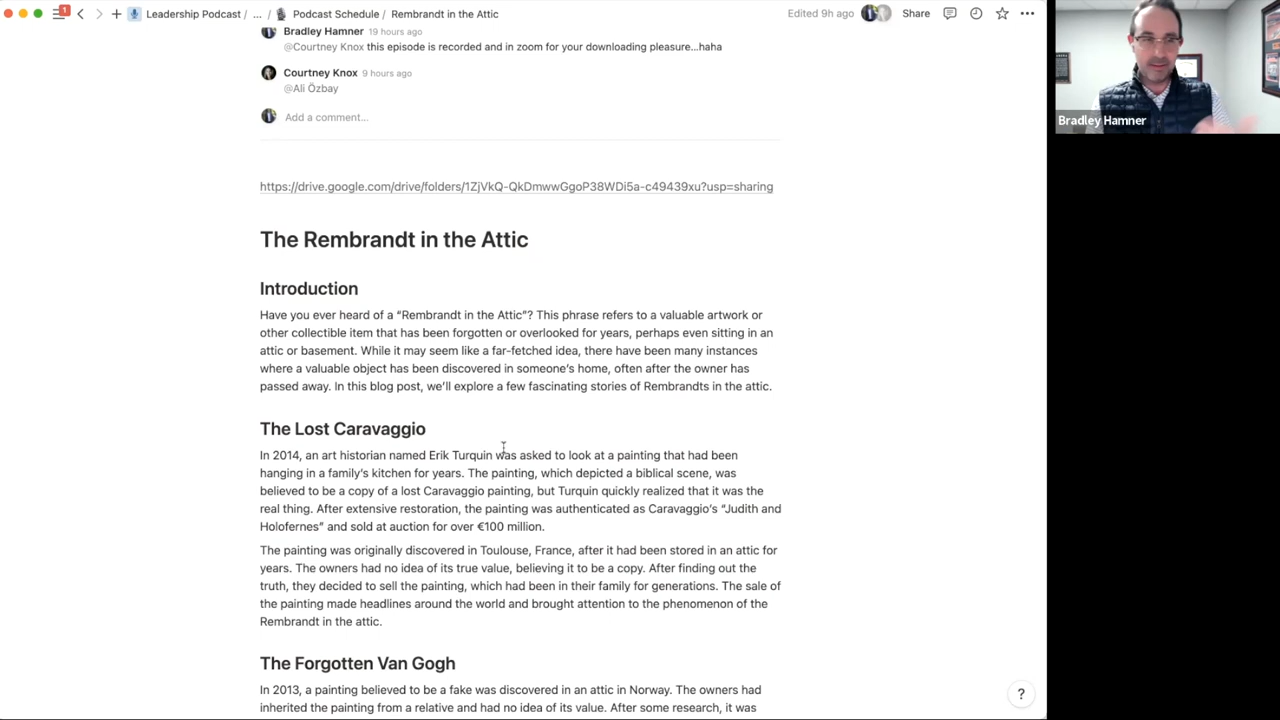 1
Leadership Podcast / ... / Podcast Schedule / Rembrandt in the Attic
Edited 9h ago
Share
Bradley Hamner 19 hours ago
@Courtney Knox this episode is recorded and in zoom for your downloading pleasure...haha
Courtney Knox 9 hours ago
@Ali Özbay
Add a comment...
https://drive.google.com/drive/folders/1ZjVkQ-QkDmwwGgoP38WDi5a-c49439xu?usp=sharing
The Rembrandt in the Attic
Introduction
Have you ever heard of a “Rembrandt in the Attic”? This phrase refers to a valuable artwork or
other collectible item that has been forgotten or overlooked for years, perhaps even sitting in an
attic or basement. While it may seem like a far-fetched idea, there have been many instances
where a valuable object has been discovered in someone’s home, often after the owner has
passed away. In this blog post, we’ll explore a few fascinating stories of Rembrandts in the attic.
The Lost Caravaggio
In 2014, an art historian named Erik Turquin was asked to look at a painting that had been
hanging in a family’s kitchen for years. The painting, which depicted a biblical scene, was
believed to be a copy of a lost Caravaggio painting, but Turquin quickly realized that it was the
real thing. After extensive restoration, the painting was authenticated as Caravaggio’s “Judith and
Holofernes” and sold at auction for over €100 million.
The painting was originally discovered in Toulouse, France, after it had been stored in an attic for
years. The owners had no idea of its true value, believing it to be a copy. After finding out the
truth, they decided to sell the painting, which had been in their family for generations. The sale of
the painting made headlines around the world and brought attention to the phenomenon of the
Rembrandt in the attic.
The Forgotten Van Gogh
In 2013, a painting believed to be a fake was discovered in an attic in Norway. The owners had
inherited the painting from a relative and had no idea of its value. After some research, it was
?
Bradley Hamner